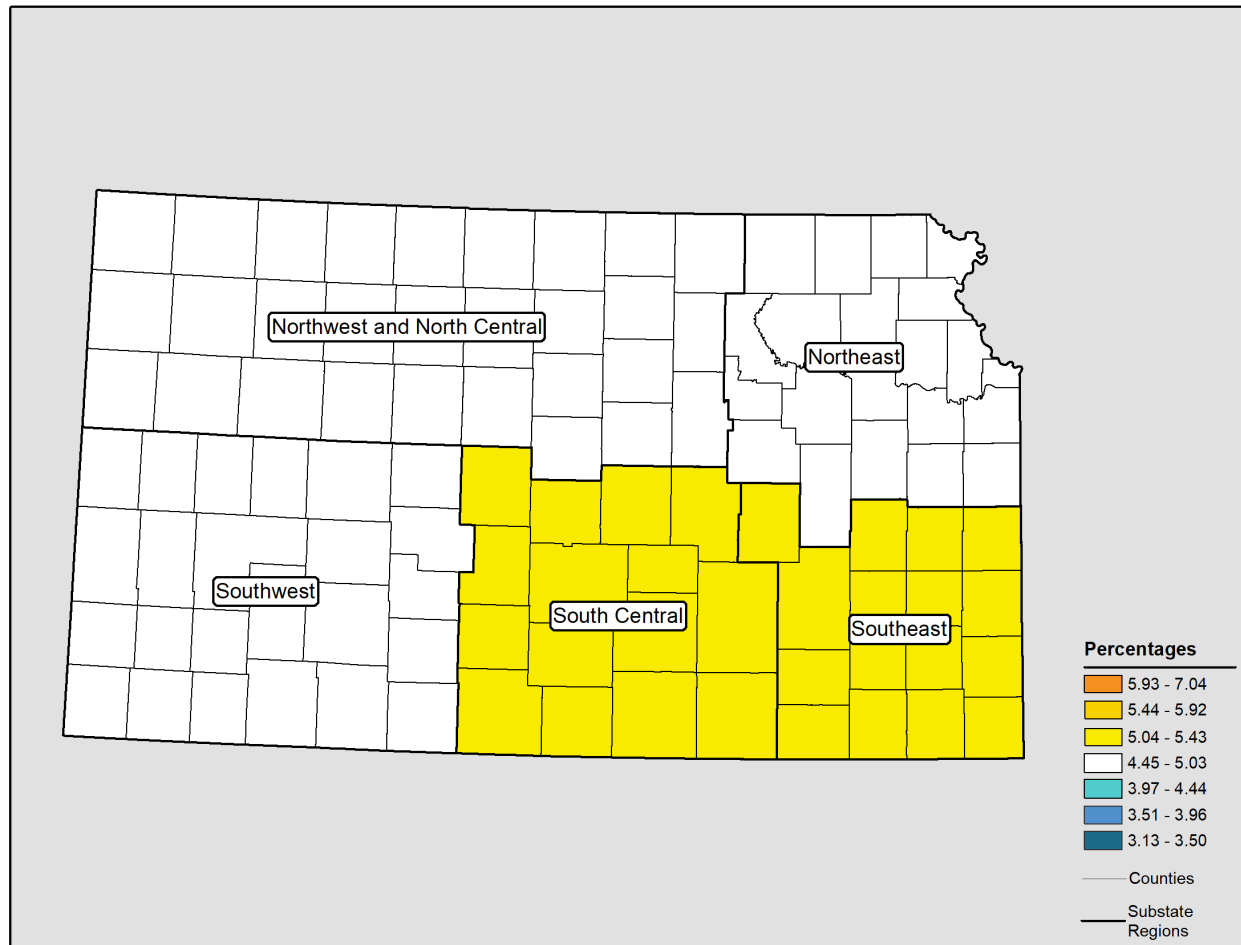 Northwest and North Central
Northeast
Southwest
South Central
Southeast
Percentages
5.93 - 7.04
5.44 - 5.92
5.04 - 5.43
4.45 - 5.03
3.97 - 4.44
3.51 - 3.96
3.13 - 3.50
Counties
Substate
Regions